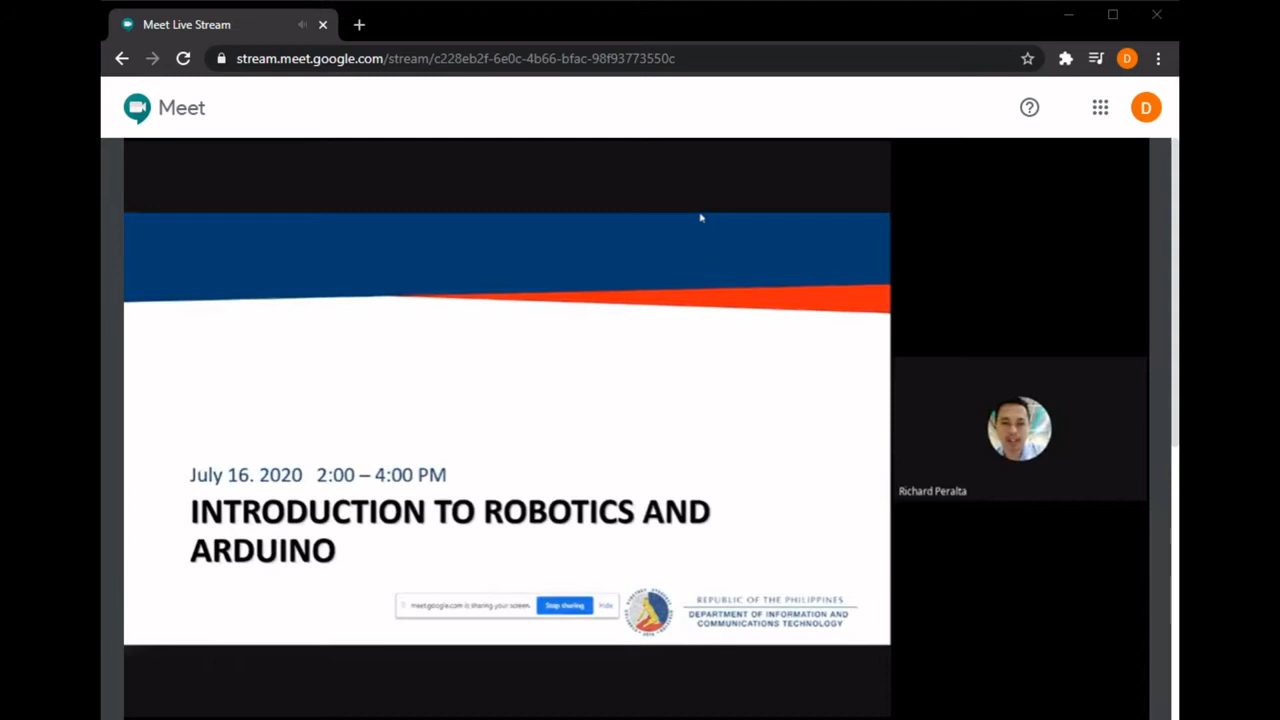 Meet Live Stream
stream.meet.google.com/stream/c228eb2f-6e0c-4b66-bfac-98f93773550c
D
Meet
D
July 16. 2020 2:00 – 4:00 PM
INTRODUCTION TO ROBOTICS AND
ARDUINO
Richard Peralta
meet.google.com is sharing your screen.
Stop sharing
Hide
REPUBLIC OF THE PHILIPPINES
DEPARTMENT OF INFORMATION AND
COMMUNICATIONS TECHNOLOGY